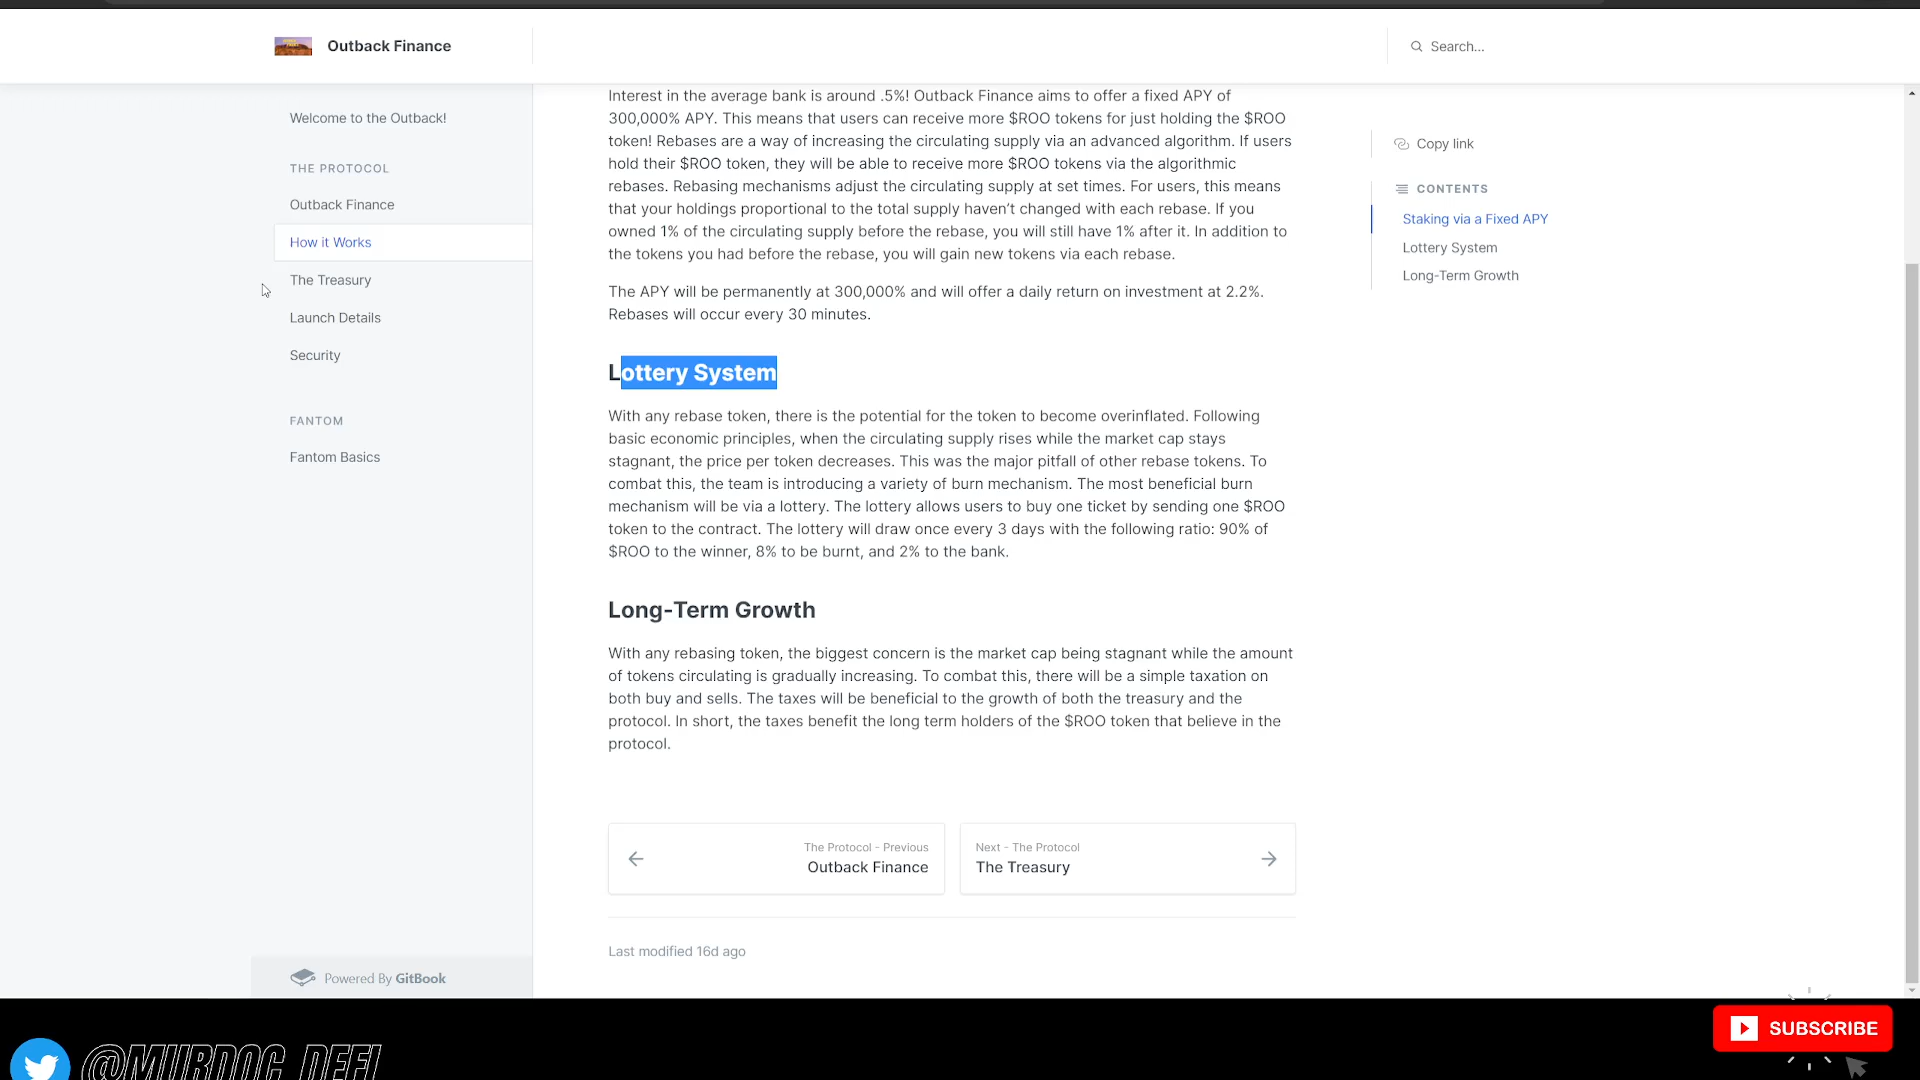 Outback Finance
Search...
Welcome to the Outback!
THE PROTOCOL
Outback Finance
How it Works
The Treasury
Launch Details
Security
FANTOM
Fantom Basics
Powered By GitBook
Interest in the average bank is around .5%! Outback Finance aims to offer a fixed APY of
300,000% APY. This means that users can receive more $ROO tokens for just holding the $ROO
token! Rebases are a way of increasing the circulating supply via an advanced algorithm. If users
hold their $ROO token, they will be able to receive more $ROO tokens via the algorithmic
rebases. Rebasing mechanisms adjust the circulating supply at set times. For users, this means
that your holdings proportional to the total supply haven't changed with each rebase. If you
owned 1% of the circulating supply before the rebase, you will still have 1% after it. In addition to
the tokens you had before the rebase, you will gain new tokens via each rebase.
The APY will be permanently at 300,000% and will offer a daily return on investment at 2.2%.
Rebases will occur every 30 minutes.
Lottery System
With any rebase token, there is the potential for the token to become overinflated. Following
basic economic principles, when the circulating supply rises while the market cap stays
stagnant, the price per token decreases. This was the major pitfall of other rebase tokens. To
combat this, the team is introducing a variety of burn mechanism. The most beneficial burn
mechanism will be via a lottery. The lottery allows users to buy one ticket by sending one $ROO
token to the contract. The lottery will draw once every 3 days with the following ratio: 90% of
$ROO to the winner, 8% to be burnt, and 2% to the bank.
Long-Term Growth
With any rebasing token, the biggest concern is the market cap being stagnant while the amount
of tokens circulating is gradually increasing. To combat this, there will be a simple taxation on
both buy and sells. The taxes will be beneficial to the growth of both the treasury and the
protocol. In short, the taxes benefit the long term holders of the $ROO token that believe in the
protocol.
The Protocol - Previous
Outback Finance
Next - The Protocol
The Treasury
Last modified 16d ago
Copy link
CONTENTS
Staking via a Fixed APY
Lottery System
Long-Term Growth
@MURDOC_DEFI
SUBSCRIBE